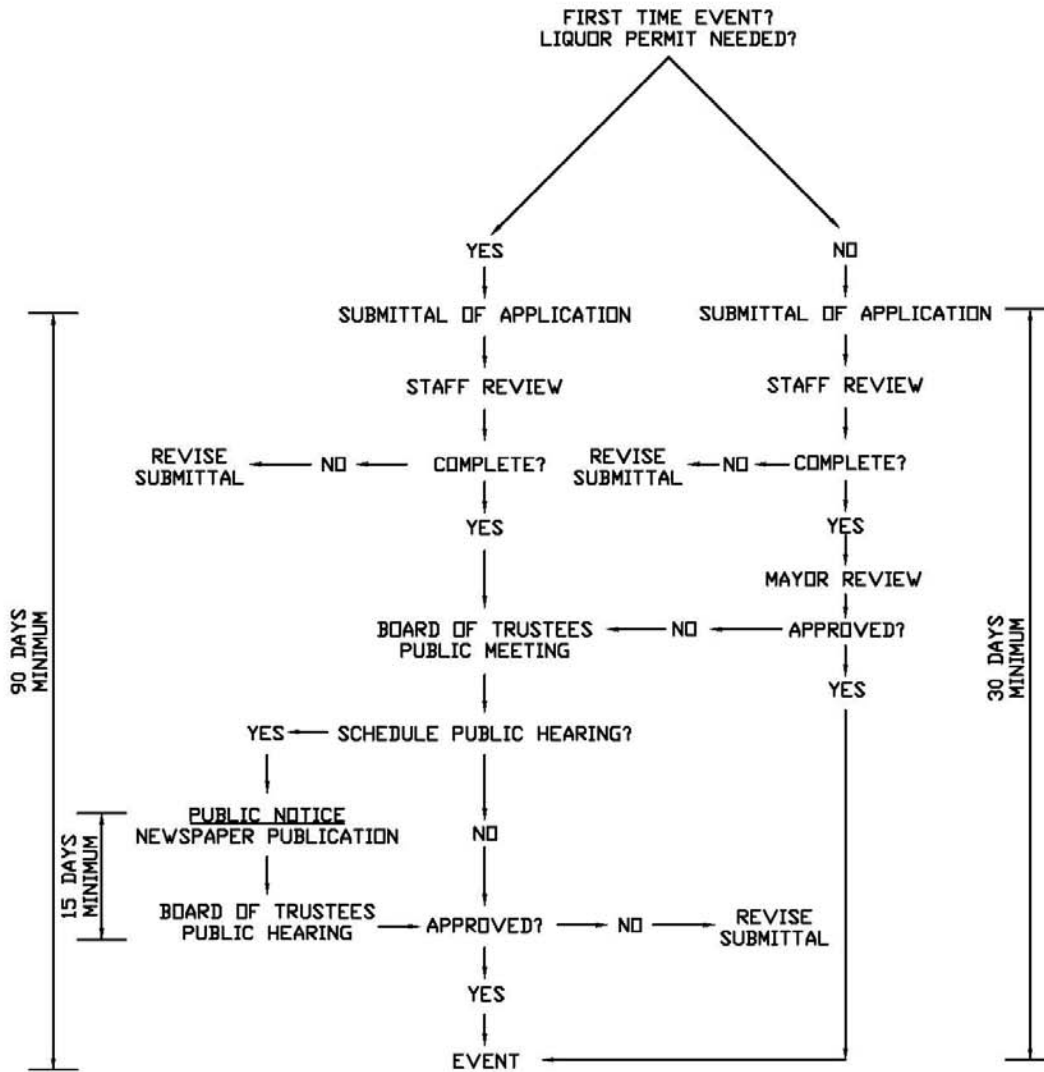 FIRST TIME EVENT?
LIQUOR PERMIT NEEDED?
YES
NO
SUBMITTAL OF APPLICATION
SUBMITTAL OF APPLICATION
STAFF REVIEW
STAFF REVIEW
REVISE
SUBMITTAL
NO
COMPLETE?
REVISE
SUBMITTAL
NO
COMPLETE?
YES
YES
MAYOR REVIEW
90 DAYS
MINIMUM
BOARD OF TRUSTEES
PUBLIC MEETING
NO
APPROVED?
30 DAYS
MINIMUM
YES
YES
SCHEDULE PUBLIC HEARING?
15 DAYS
MINIMUM
PUBLIC NOTICE
NEWSPAPER PUBLICATION
NO
BOARD OF TRUSTEES
PUBLIC HEARING
APPROVED?
NO
REVISE
SUBMITTAL
YES
EVENT